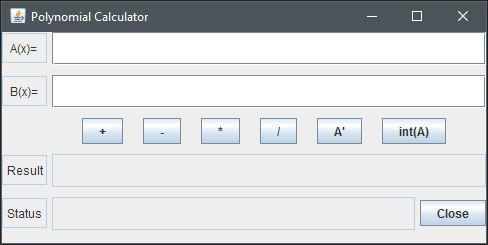 Polynomial Calculator
A(x)=
B(x)=
+ - * / A' int(A)
Result
Status Close